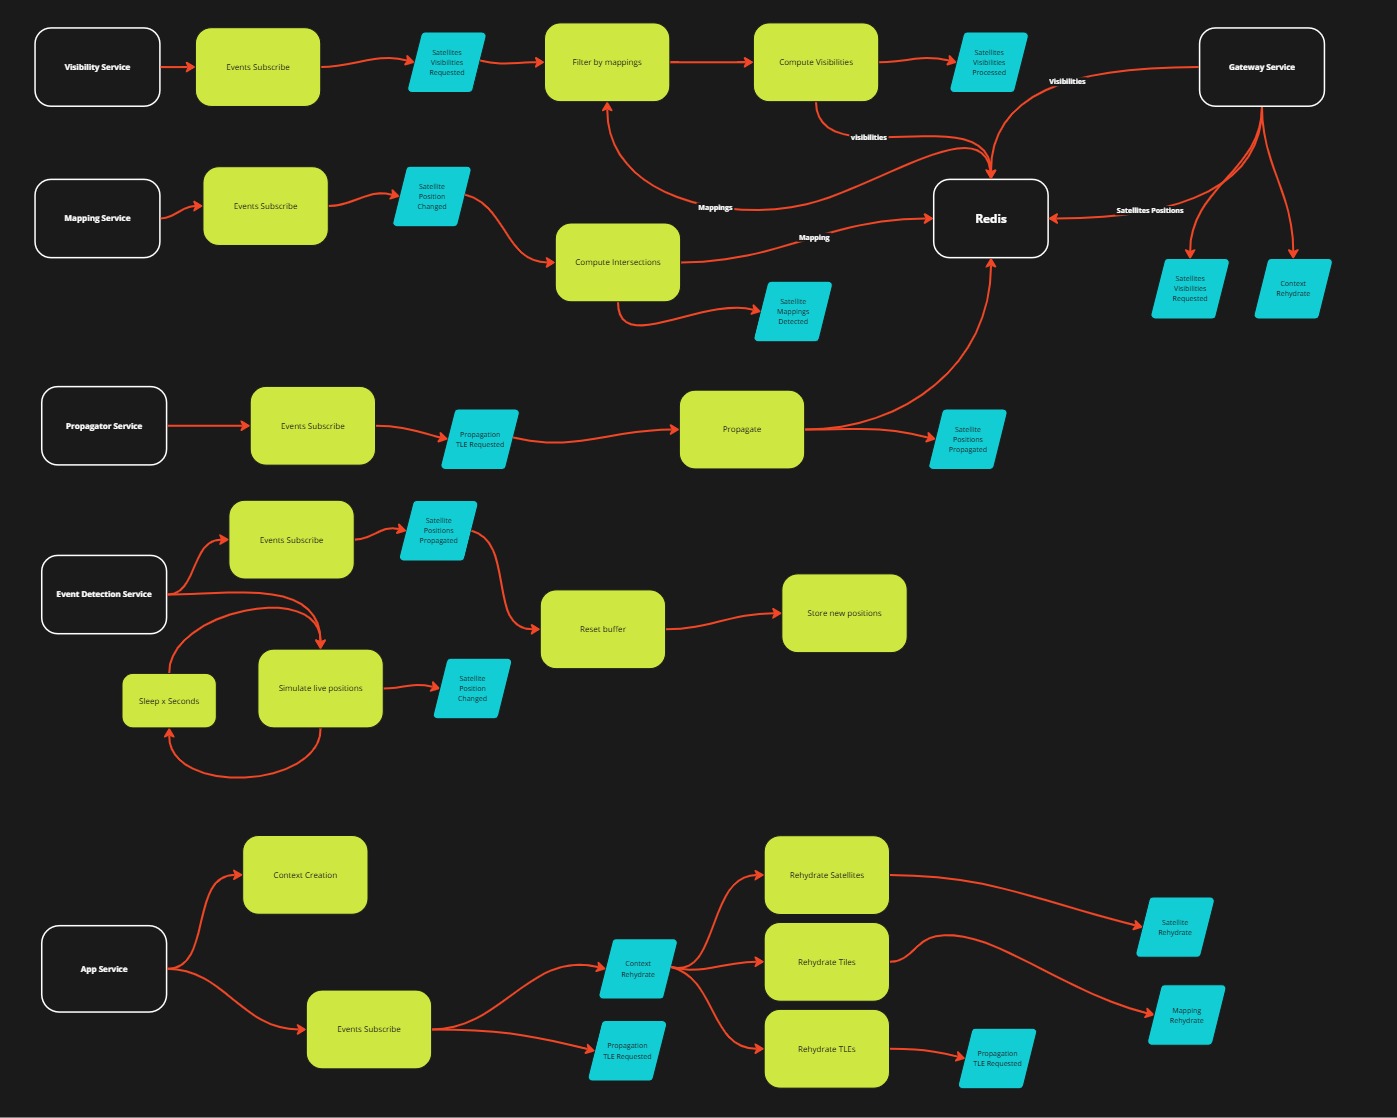 Visibility Service
Events Subscribe
Satellites
Visibilities
Requested
Filter by mappings
Compute Visibilities
Satellites
Visibilities
Processed
Gateway Service
Visibilities
visibilities
Mapping Service
Events Subscribe
Satellite
Position
Changed
Mappings
Redis
Satellites Positions
Mapping
Compute Intersections
Satellites
Visibilities
Requested
Context
Rehydrate
Satellite
Mappings
Detected
Propagator Service
Events Subscribe
Propagation
TLE Requested
Propagate
Satellite
Positions
Propagated
Event Detection Service
Events Subscribe
Satellite
Positions
Propagated
Reset buffer
Store new positions
Sleep x Seconds
Simulate live positions
Satellite
Position
Changed
App Service
Context Creation
Events Subscribe
Context
Rehydrate
Propagation
TLE Requested
Rehydrate Satellites
Satellite
Rehydrate
Rehydrate Tiles
Mapping
Rehydrate
Rehydrate TLEs
Propagation
TLE Requested